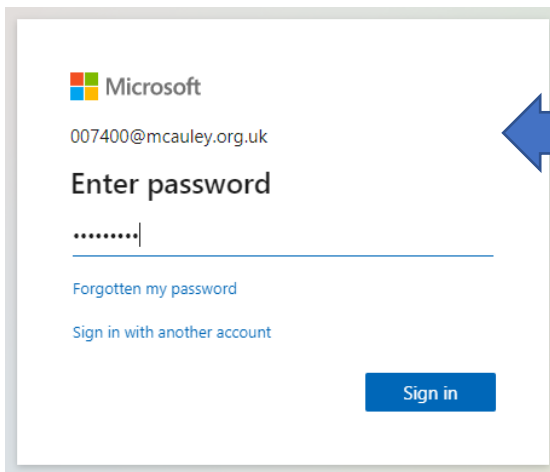 Microsoft
007400@mcauley.org.uk
Enter password
•••••••••
Forgotten my password
Sign in with another account
Sign in